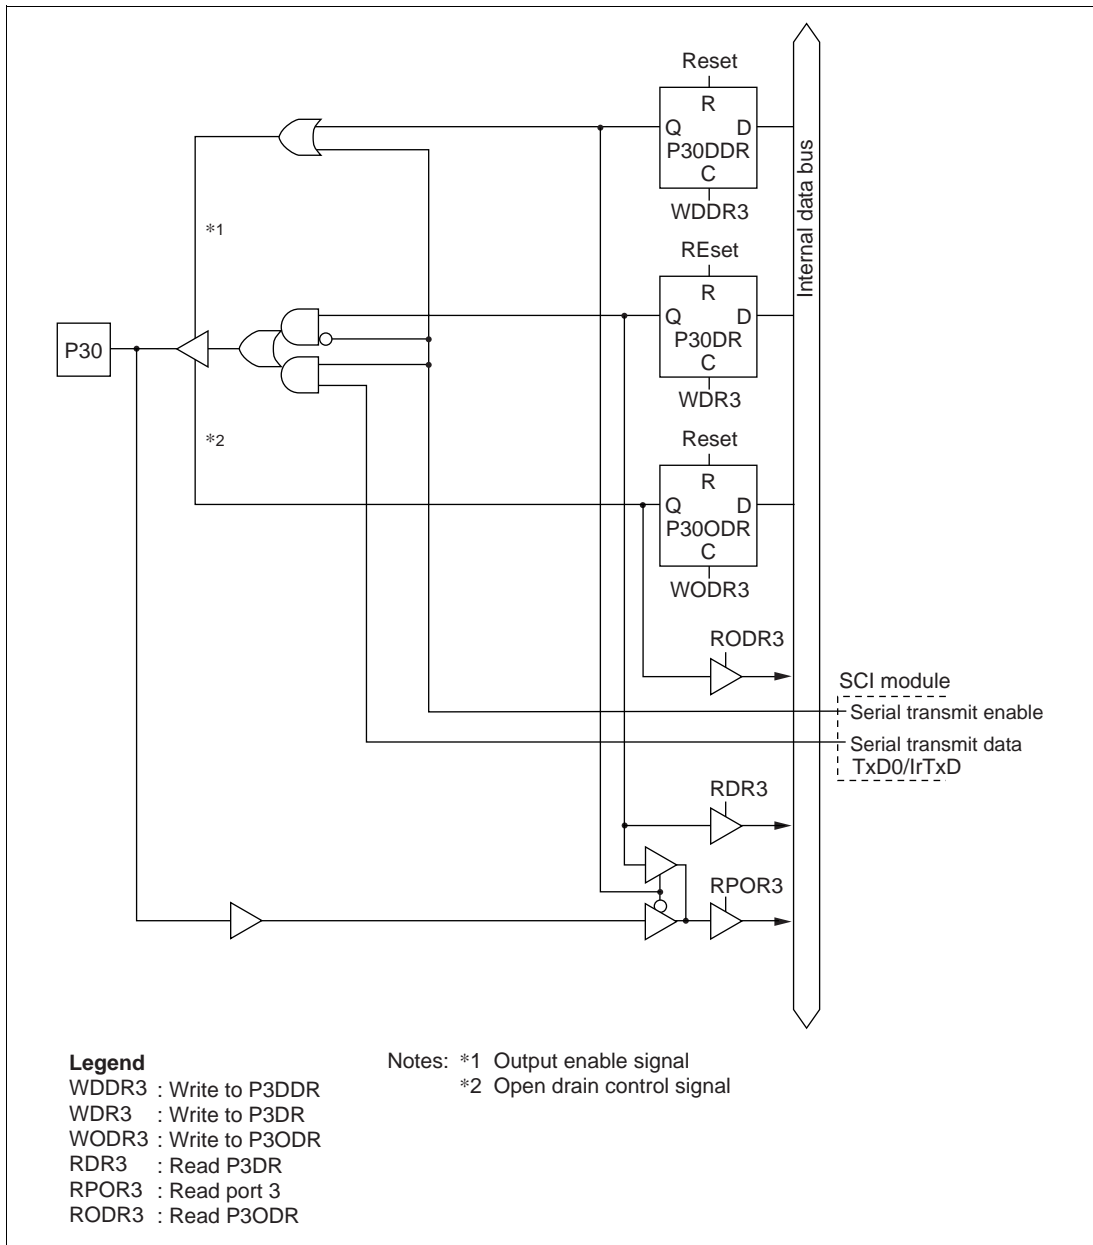 Reset
R
Q D
P30DDR
C
WDDR3
Internal data bus
*1
REset
R
Q D
P30DR
C
WDR3
P30
*2
Reset
R
Q D
P30ODR
C
WODR3
RODR3
SCI module
Serial transmit enable
Serial transmit data
TxD0/IrTxD
RDR3
RPOR3
Legend
WDDR3 : Write to P3DDR
WDR3 : Write to P3DR
WODR3 : Write to P3ODR
RDR3 : Read P3DR
RPOR3 : Read port 3
RODR3 : Read P3ODR
Notes: *1 Output enable signal
*2 Open drain control signal